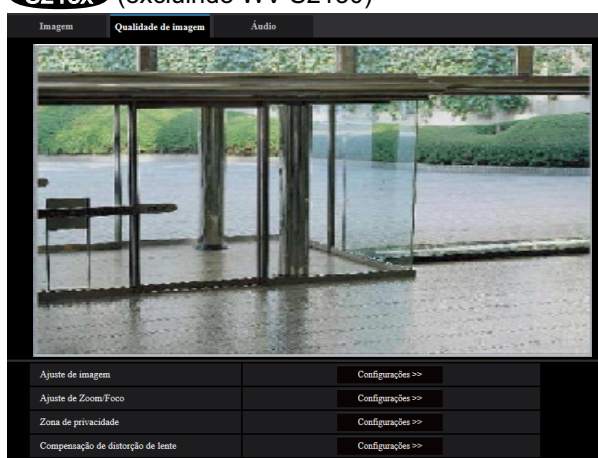 (excluindo WV-S2130)
Imagem Qualidade de imagem Áudio
Ajuste de imagem Configurações >>
Ajuste de Zoom/Foco Configurações >>
Zona de privacidade Configurações >>
Compensação de distorção de lente Configurações >>